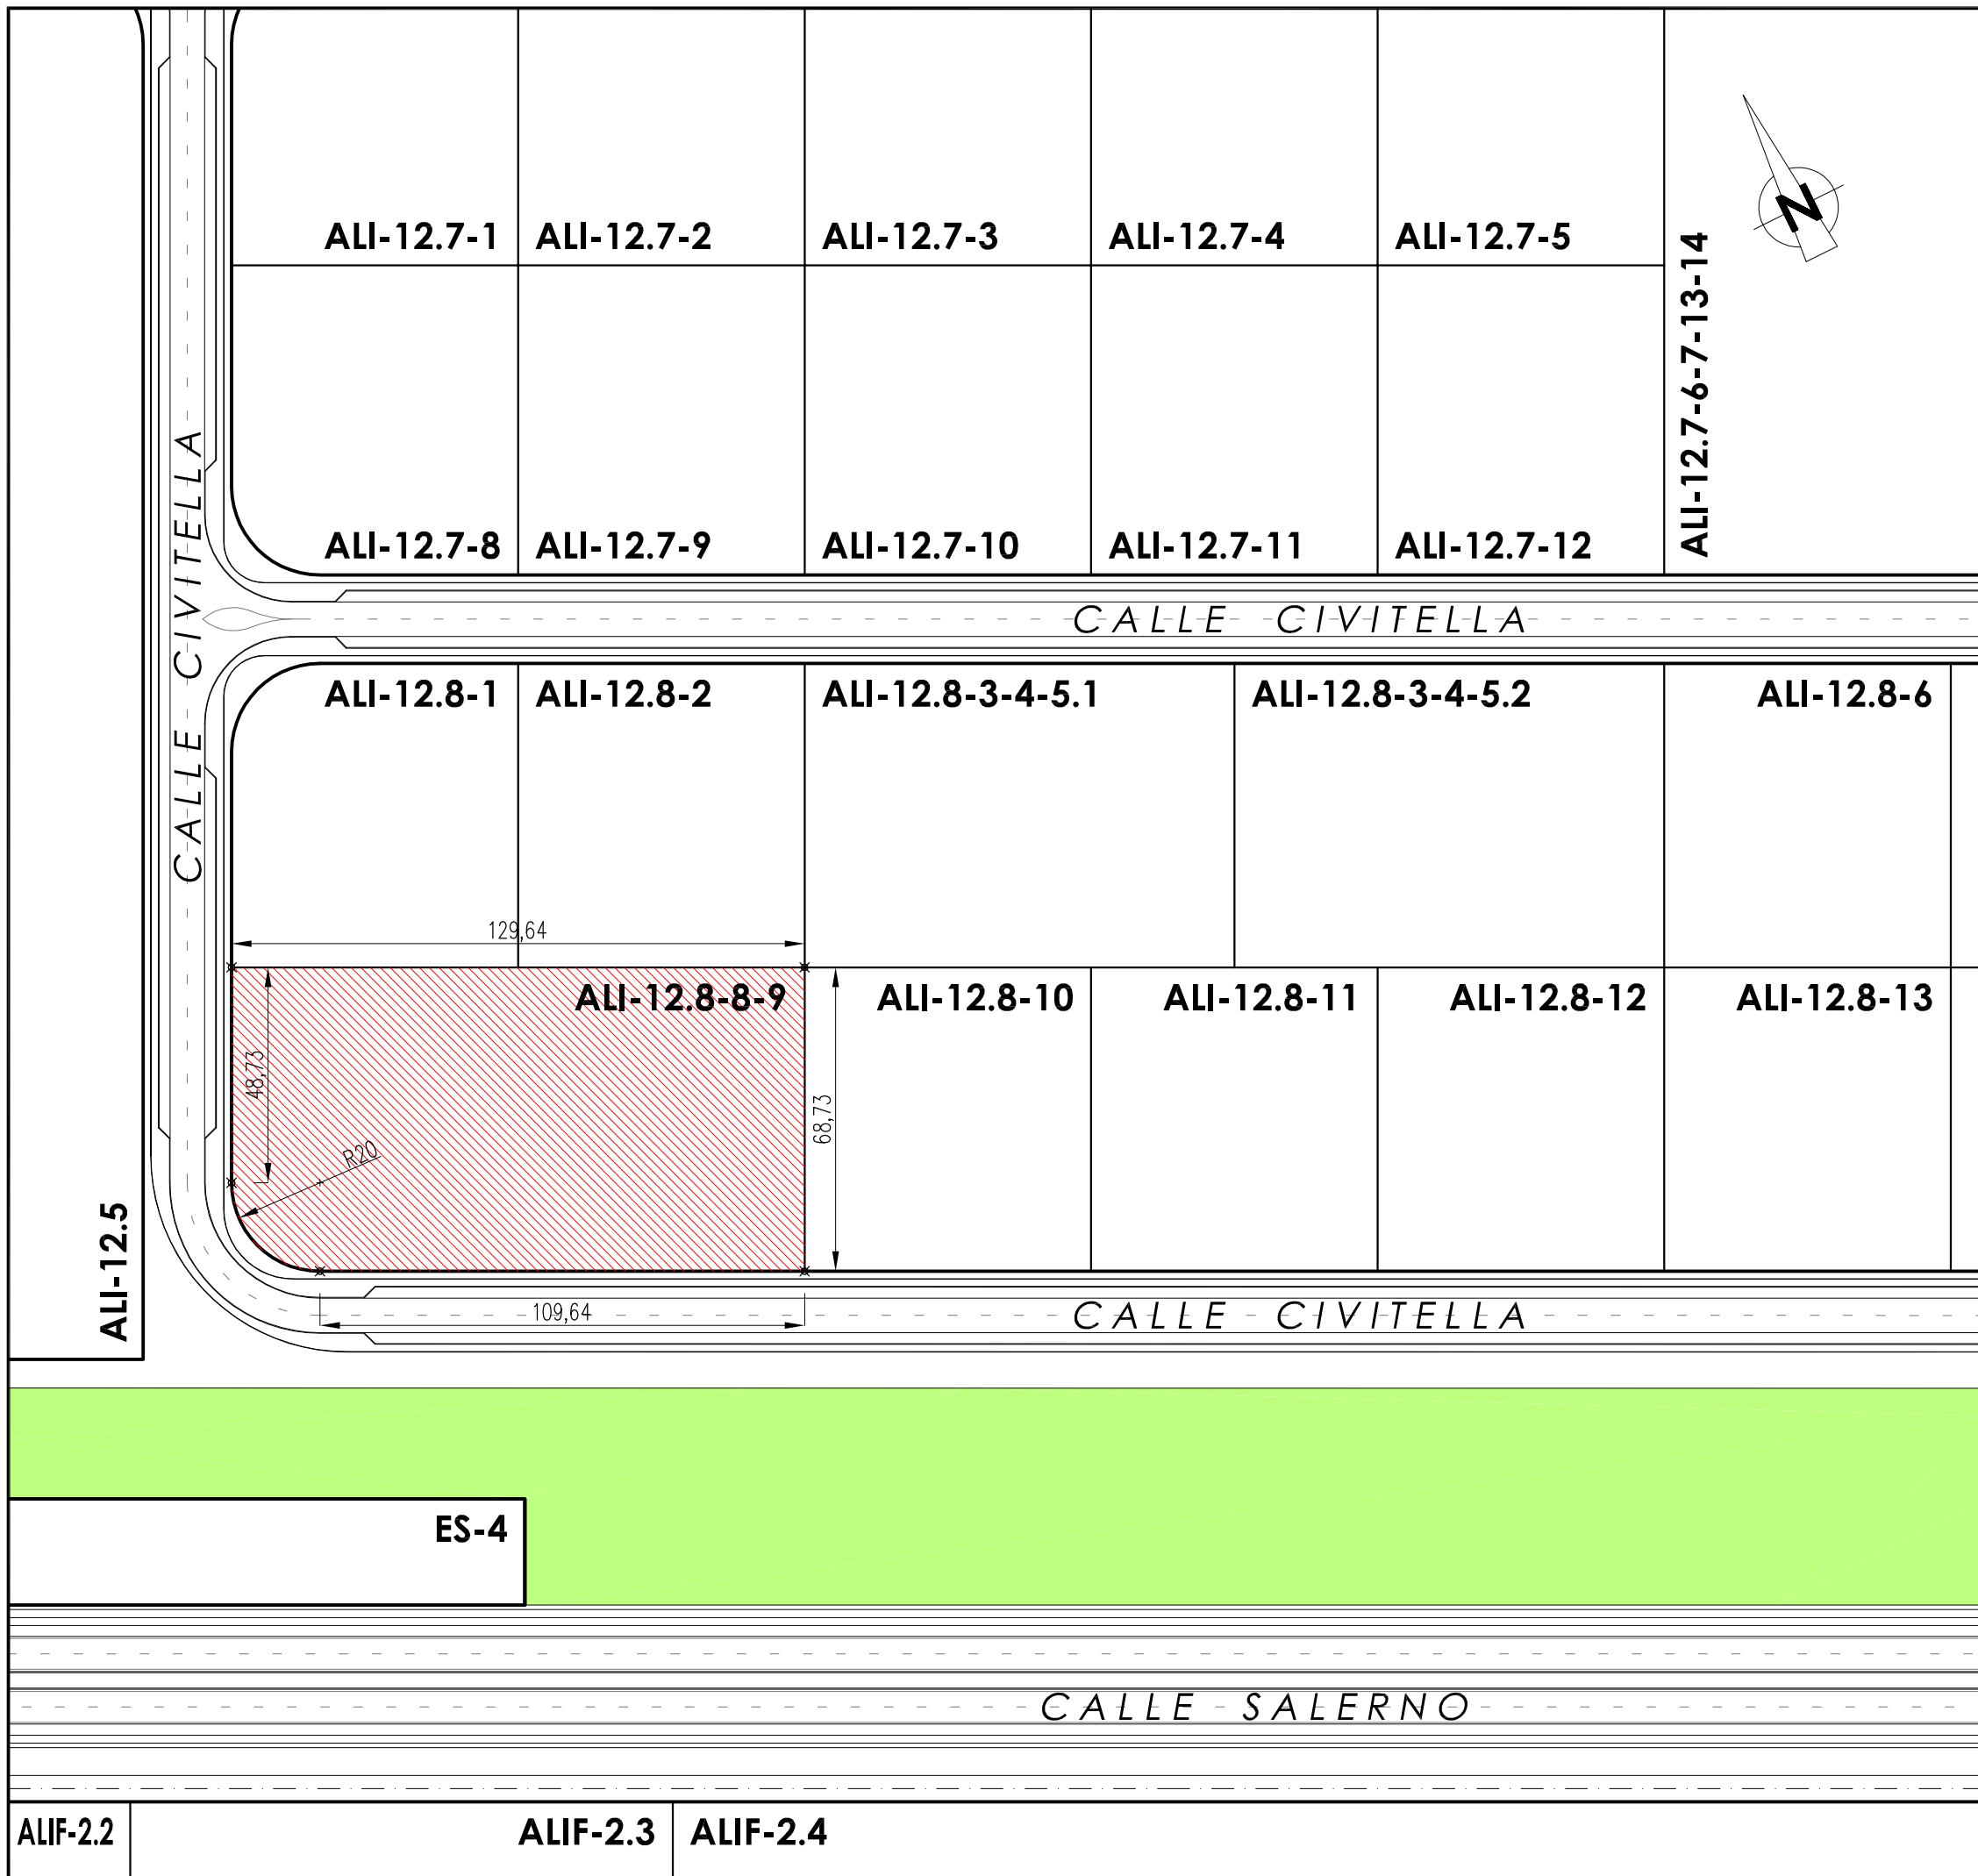 N
ALI-12.7-1
ALI-12.7-2
ALI-12.7-3
ALI-12.7-4
ALI-12.7-5
ALI-12.7-6-7-13-14
ALI-12.7-8
ALI-12.7-9
ALI-12.7-10
ALI-12.7-11
ALI-12.7-12
CALLE CIVITELLA
CALLE CIVITELLA
ALI-12.8-1
ALI-12.8-2
ALI-12.8-3-4-5.1
ALI-12.8-3-4-5.2
ALI-12.8-6
129,64
ALI-12.8-8-9
ALI-12.8-10
ALI-12.8-11
ALI-12.8-12
ALI-12.8-13
48,73
68,73
R20
ALI-12.5
109,64
CALLE CIVITELLA
ES-4
CALLE SALERNO
ALIF-2.2
ALIF-2.3
ALIF-2.4